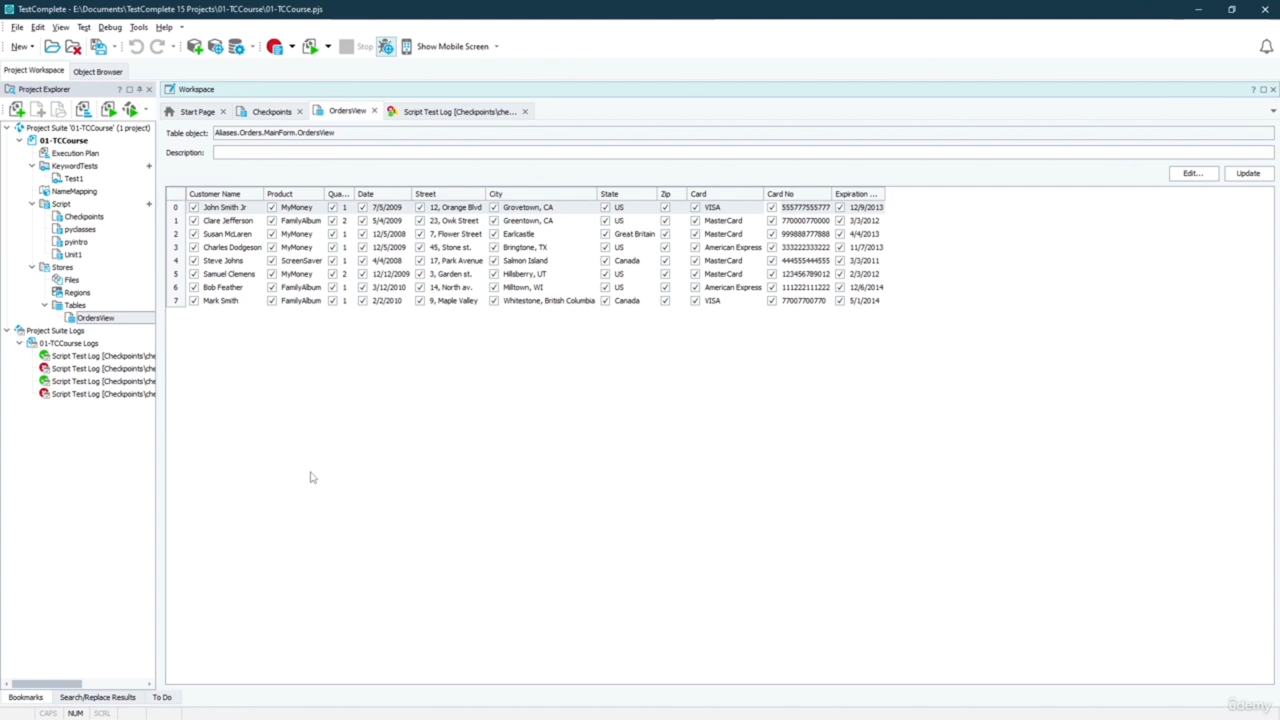 TestComplete - E:\Documents\TestComplete 15 Projects\01-TCCourse\01-TCCourse.pjs
File Edit View Test Debug Tools Help
New Stop Show Mobile Screen
Project Workspace Object Browser
Project Explorer
Workspace
Start Page Checkpoints OrdersView Script Test Log [Checkpoints\che...
Project Suite '01-TCCourse' (1 project)
01-TCCourse
Execution Plan
KeywordTests
Test1
NameMapping
Script
Checkpoints
pyclasses
pyintro
Unit1
Stores
Files
Regions
Tables
OrdersView
Project Suite Logs
01-TCCourse Logs
Script Test Log [Checkpoints\che
Script Test Log [Checkpoints\che
Script Test Log [Checkpoints\che
Script Test Log [Checkpoints\che
Table object: Aliases.Orders.MainForm.OrdersView
Description:
Edit... Update
Customer Name Product Qua... Date Street City State Zip Card Card No Expiration ...
0 John Smith Jr MyMoney 1 7/5/2009 12, Orange Blvd Grovetown, CA US VISA 555777555777 12/9/2013
1 Clare Jefferson FamilyAlbum 2 5/4/2009 23, Owk Street Greentown, CA US MasterCard 770000770000 3/3/2012
2 Susan McLaren FamilyAlbum 1 12/5/2008 7, Flower Street Earlcastle Great Britain MasterCard 999888777888 4/4/2013
3 Charles Dodgeson MyMoney 1 12/5/2009 45, Stone st. Bringtone, TX US American Express 333222333222 11/7/2013
4 Steve Johns ScreenSaver 1 4/4/2008 17, Park Avenue Salmon Island Canada MasterCard 444555444555 3/3/2011
5 Samuel Clemens MyMoney 2 12/12/2009 3, Garden st. Hillsberry, UT US MasterCard 123456789012 2/3/2012
6 Bob Feather FamilyAlbum 1 3/12/2010 14, North av. Milltown, WI US American Express 111222111222 12/6/2014
7 Mark Smith FamilyAlbum 1 2/2/2010 9, Maple Valley Whitestone, British Columbia Canada VISA 77007700770 5/1/2014
Bookmarks Search/Replace Results To Do
CAPS NUM SCRL
ûdemy